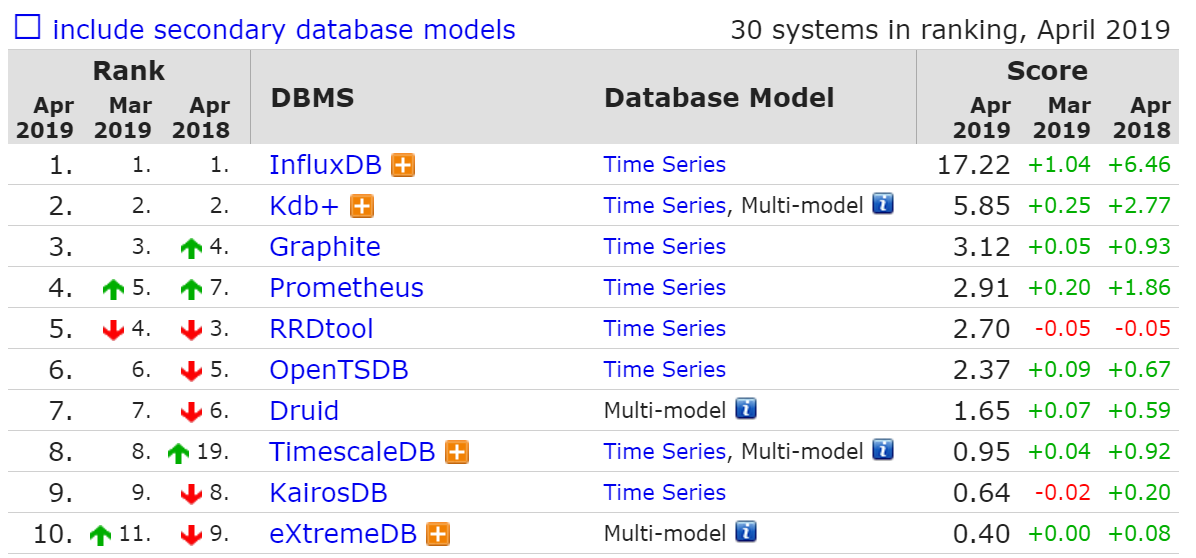 include secondary database models 30 systems in ranking, April 2019
Rank DBMS Database Model Score
Apr 2019 Mar 2019 Apr 2018 Apr 2019 Mar 2019 Apr 2018
1. 1. 1. InfluxDB Time Series 17.22 +1.04 +6.46
2. 2. 2. Kdb+ Time Series, Multi-model 5.85 +0.25 +2.77
3. 3. 4. Graphite Time Series 3.12 +0.05 +0.93
4. 5. 7. Prometheus Time Series 2.91 +0.20 +1.86
5. 4. 3. RRDtool Time Series 2.70 -0.05 -0.05
6. 6. 5. OpenTSDB Time Series 2.37 +0.09 +0.67
7. 7. 6. Druid Multi-model 1.65 +0.07 +0.59
8. 8. 19. TimescaleDB Time Series, Multi-model 0.95 +0.04 +0.92
9. 9. 8. KairosDB Time Series 0.64 -0.02 +0.20
10. 11. 9. eXtremeDB Multi-model 0.40 +0.00 +0.08